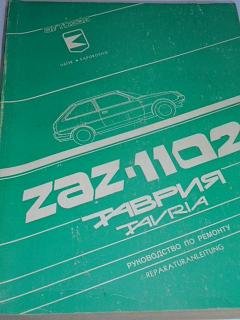 ZAZ-1102
ТАВРИЯ
TAVRIA
РУКОВОДСТВО ПО РЕМОНТУ
REPARATURANLEITUNG